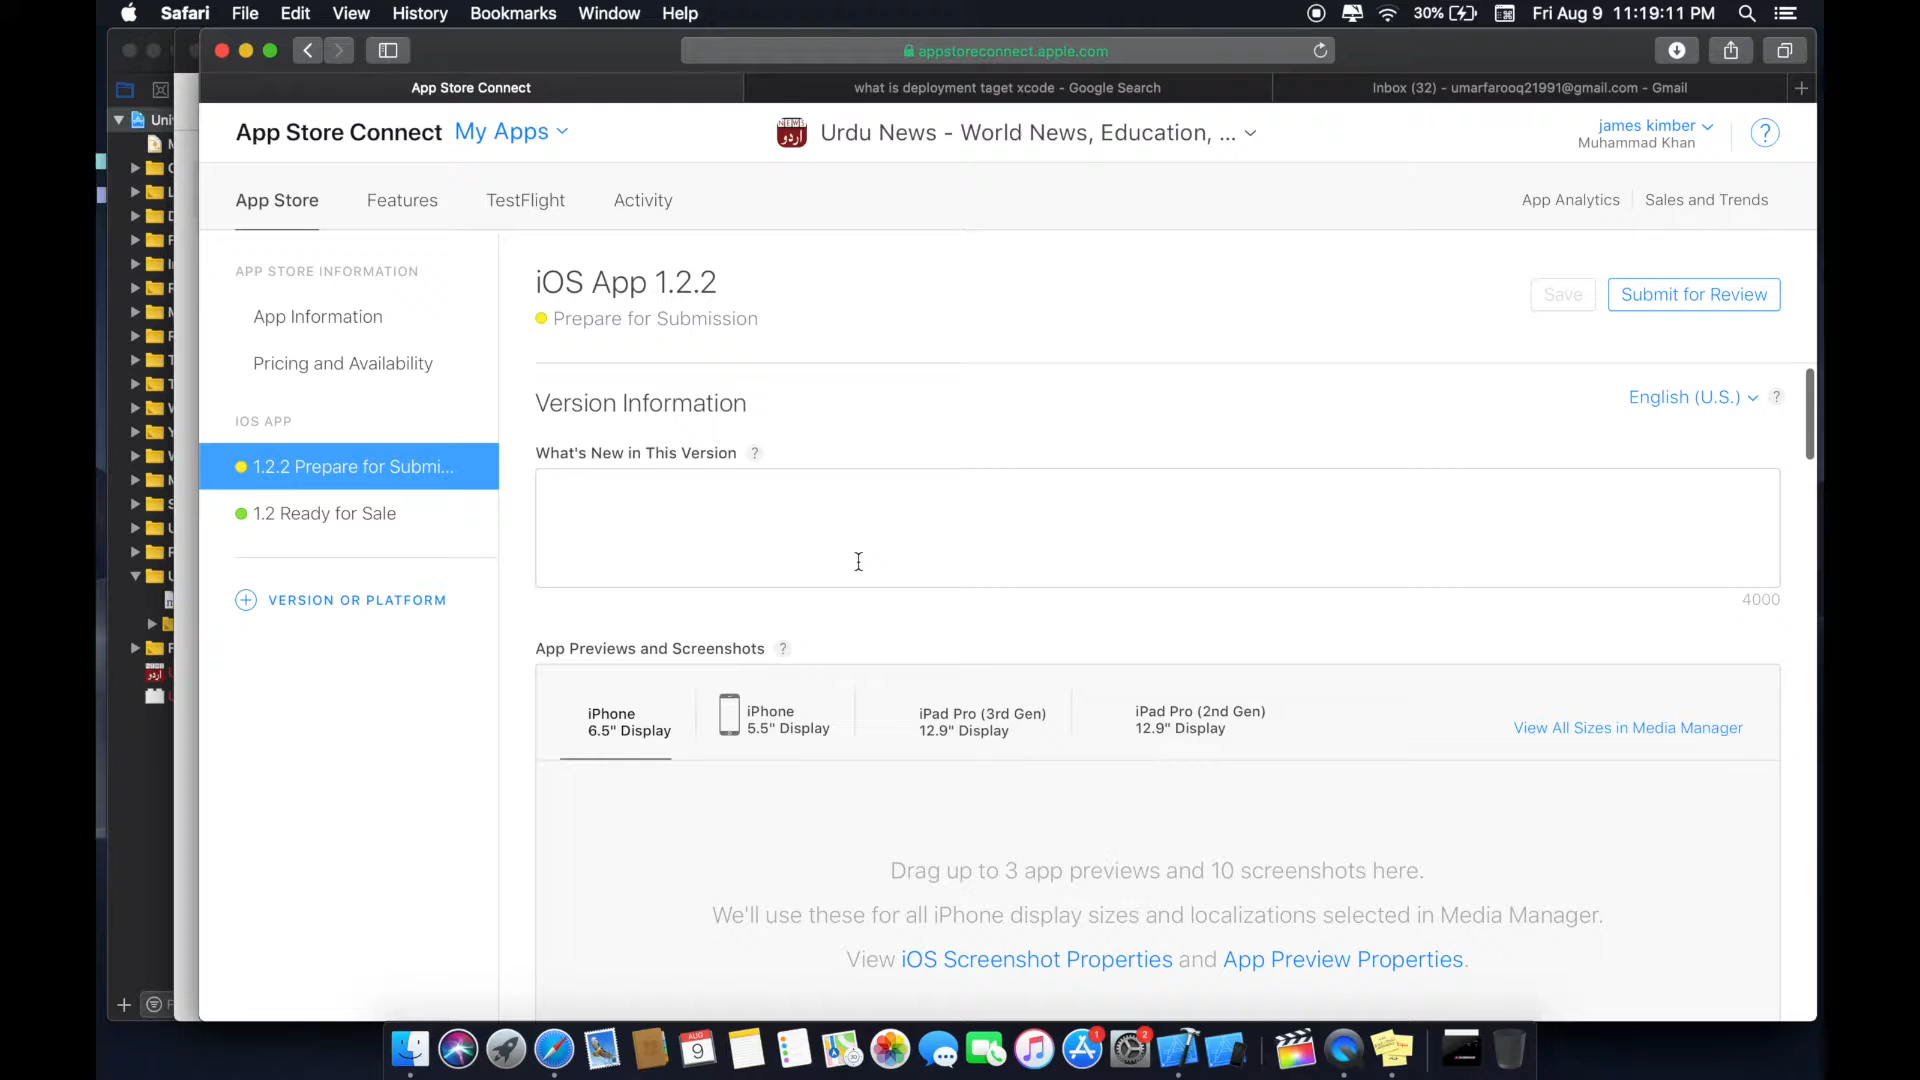 Safari File Edit View History Bookmarks Window Help
30% Fri Aug 9 11:19:11 PM
appstoreconnect.apple.com
App Store Connect
what is deployment taget xcode - Google Search
Inbox (32) - umarfarooq21991@gmail.com - Gmail
App Store Connect My Apps
NEWS
اردو
Urdu News - World News, Education, ...
james kimber
Muhammad Khan
?
App Store Features TestFlight Activity
App Analytics Sales and Trends
APP STORE INFORMATION
App Information
Pricing and Availability
IOS APP
1.2.2 Prepare for Submi...
1.2 Ready for Sale
VERSION OR PLATFORM
iOS App 1.2.2
Prepare for Submission
Save Submit for Review
Version Information
English (U.S.) ?
What's New in This Version ?
4000
App Previews and Screenshots ?
iPhone
6.5" Display
iPhone
5.5" Display
iPad Pro (3rd Gen)
12.9" Display
iPad Pro (2nd Gen)
12.9" Display
View All Sizes in Media Manager
Drag up to 3 app previews and 10 screenshots here.
We'll use these for all iPhone display sizes and localizations selected in Media Manager.
View iOS Screenshot Properties and App Preview Properties.
AUG
9
1
2